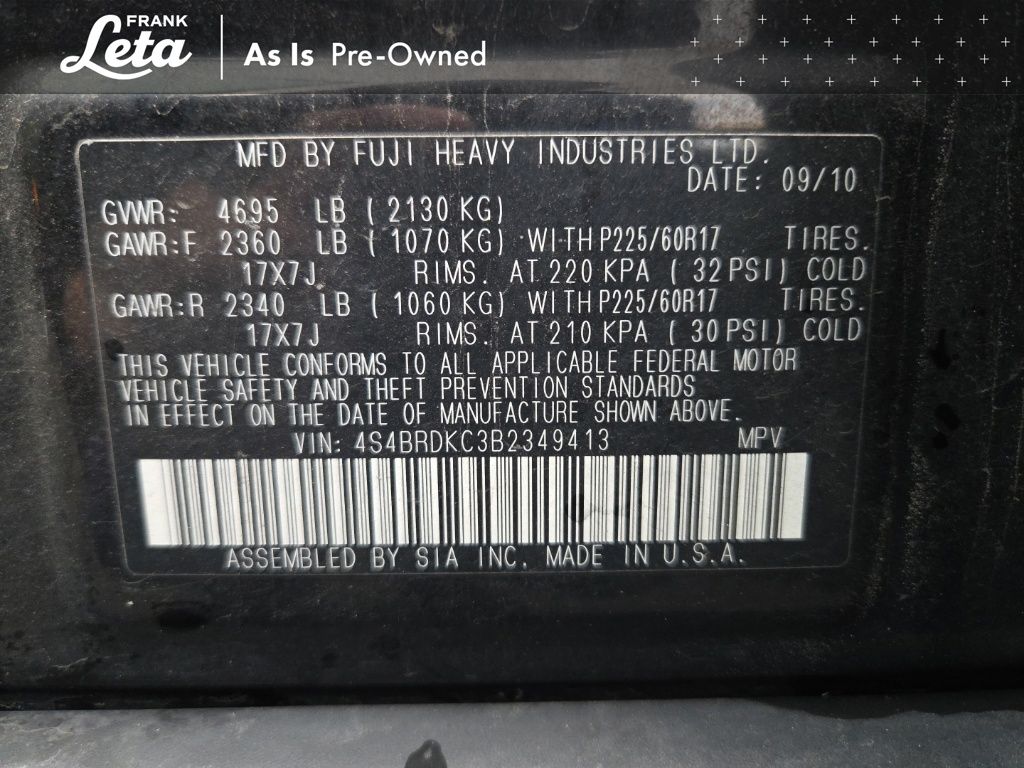 FRANK
Leta
As Is Pre-Owned
MFD BY FUJI HEAVY INDUSTRIES LTD.
DATE: 09/10
GVWR: 4695 LB ( 2130 KG)
GAWR:F 2360 LB ( 1070 KG) WITH P225/60R17 TIRES.
17X7J RIMS. AT 220 KPA ( 32 PSI) COLD
GAWR:R 2340 LB ( 1060 KG) WITH P225/60R17 TIRES.
17X7J RIMS. AT 210 KPA ( 30 PSI) COLD
THIS VEHICLE CONFORMS TO ALL APPLICABLE FEDERAL MOTOR
VEHICLE SAFETY AND THEFT PREVENTION STANDARDS
IN EFFECT ON THE DATE OF MANUFACTURE SHOWN ABOVE.
VIN: 4S4BRDKC3B2349413 MPV
ASSEMBLED BY SIA INC. MADE IN U.S.A.